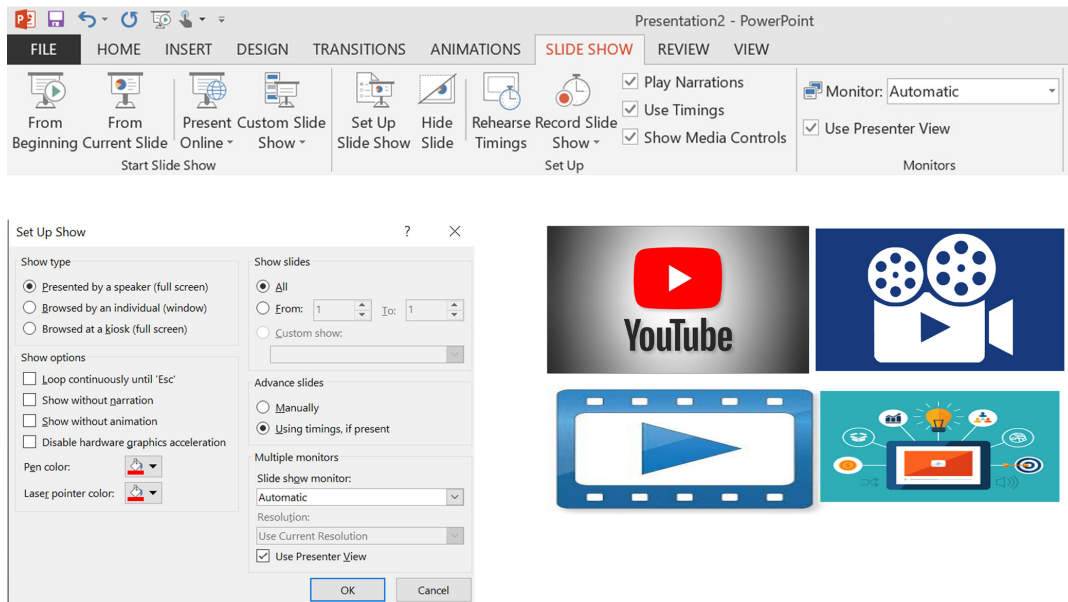 Presentation2 - PowerPoint
FILE HOME INSERT DESIGN TRANSITIONS ANIMATIONS SLIDE SHOW REVIEW VIEW
From Beginning
From Current Slide
Present Online
Custom Slide Show
Start Slide Show
Set Up Slide Show
Hide Slide
Rehearse Timings
Record Slide Show
Play Narrations
Use Timings
Show Media Controls
Set Up
Monitor: Automatic
Use Presenter View
Monitors
Set Up Show ?
Show type
Presented by a speaker (full screen)
Browsed by an individual (window)
Browsed at a kiosk (full screen)
Show options
Loop continuously until 'Esc'
Show without narration
Show without animation
Disable hardware graphics acceleration
Pen color:
Laser pointer color:
Show slides
All
From: 1 To: 1
Custom show:
Advance slides
Manually
Using timings, if present
Multiple monitors
Slide show monitor:
Automatic
Resolution:
Use Current Resolution
Use Presenter View
OK Cancel
YouTube